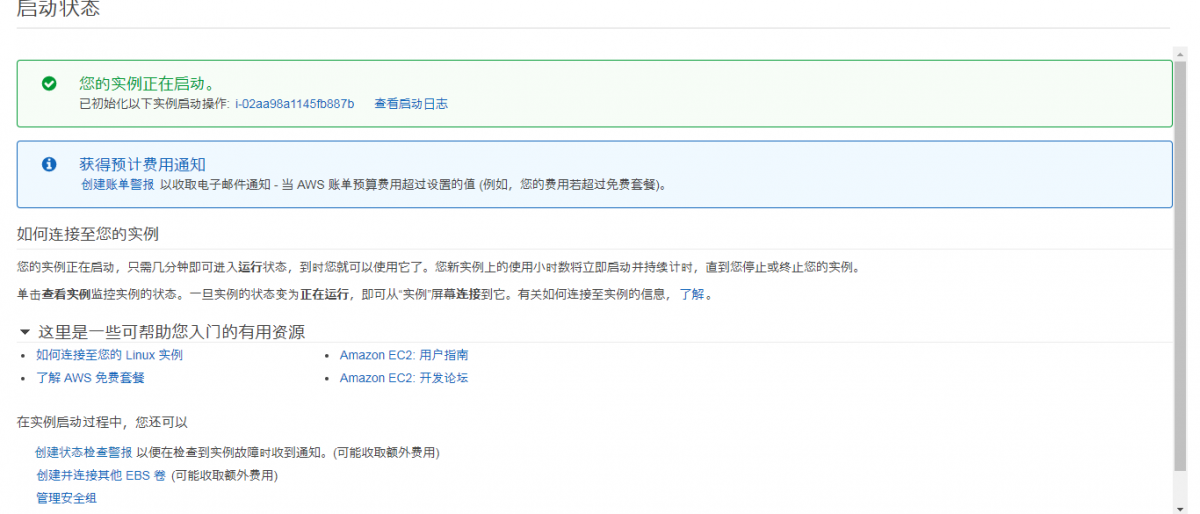 启动状态
您的实例正在启动。
已初始化以下实例启动操作: i-02aa98a1145fb887b 查看启动日志
获得预计费用通知
创建账单警报 以收取电子邮件通知 - 当 AWS 账单预算费用超过设置的值 (例如，您的费用若超过免费套餐)。
如何连接至您的实例
您的实例正在启动，只需几分钟即可进入运行状态，到时您就可以使用它了。您新实例上的使用小时数将立即启动并持续计时，直到您停止或终止您的实例。
单击查看实例监控实例的状态。一旦实例的状态变为正在运行，即可从“实例”屏幕连接到它。有关如何连接至实例的信息，了解。
这里是一些可帮助您入门的有用资源
如何连接至您的 Linux 实例
Amazon EC2: 用户指南
了解 AWS 免费套餐
Amazon EC2: 开发论坛
在实例启动过程中，您还可以
创建状态检查警报 以便在检查到实例故障时收到通知。(可能收取额外费用)
创建并连接其他 EBS 卷 (可能收取额外费用)
管理安全组